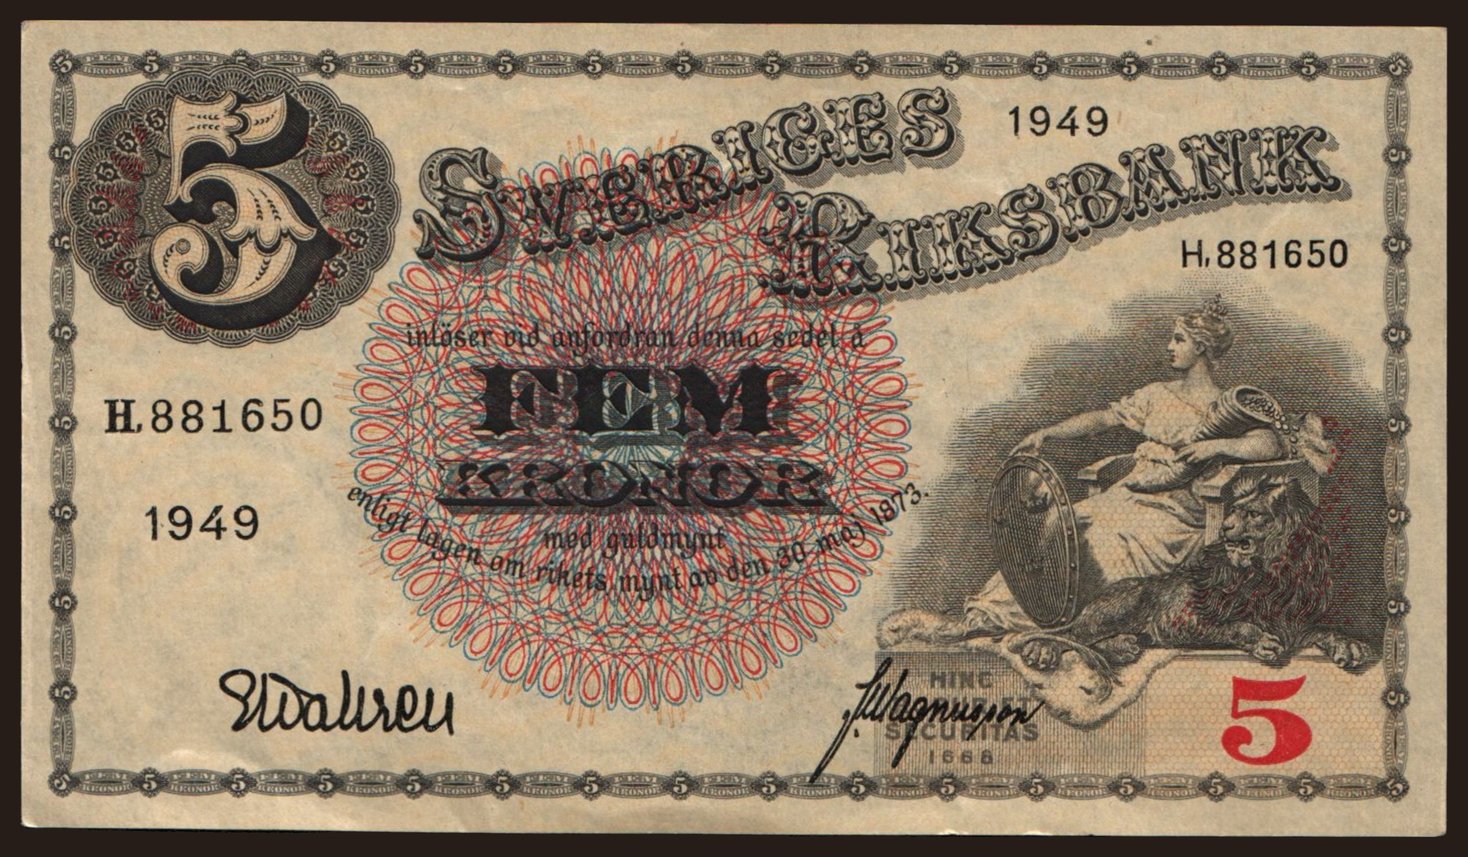 5
SVERIGES
1949
RIKSBANK
H,881650
inlöser vid anfordran denna sedel å
FEM
H,881650
KRONOR
enligt lagen om rikets mynt av den 30 maj 1873.
med guldmynt
1949
HINC
SECURITAS
1668
5